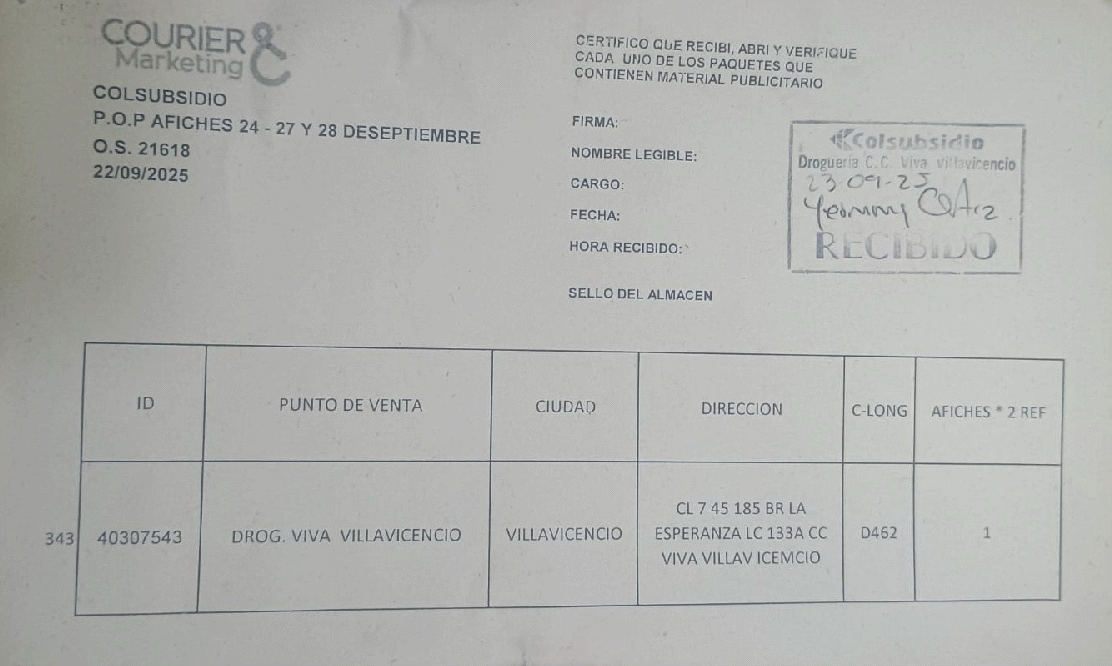 COURIER &
Marketing
COLSUBSIDIO
P.O.P AFICHES 24 - 27 Y 28 DESEPTIEMBRE
O.S. 21618
22/09/2025
CERTIFICO QUE RECIBI, ABRI Y VERIFIQUE
CADA UNO DE LOS PAQUETES QUE
CONTIENEN MATERIAL PUBLICITARIO
FIRMA:
NOMBRE LEGIBLE:
CARGO:
FECHA:
HORA RECIBIDO:
SELLO DEL ALMACEN
Colsubsidio
Droguería C.C. Viva Villavicencio
23 09-25
RECIBIDO
ID PUNTO DE VENTA CIUDAD DIRECCION C-LONG AFICHES * 2 REF
343 40307543 DROG. VIVA VILLAVICENCIO VILLAVICENCIO CL 7 45 185 BR LA
ESPERANZA LC 133A CC
VIVA VILLAV ICEMCIO D462 1